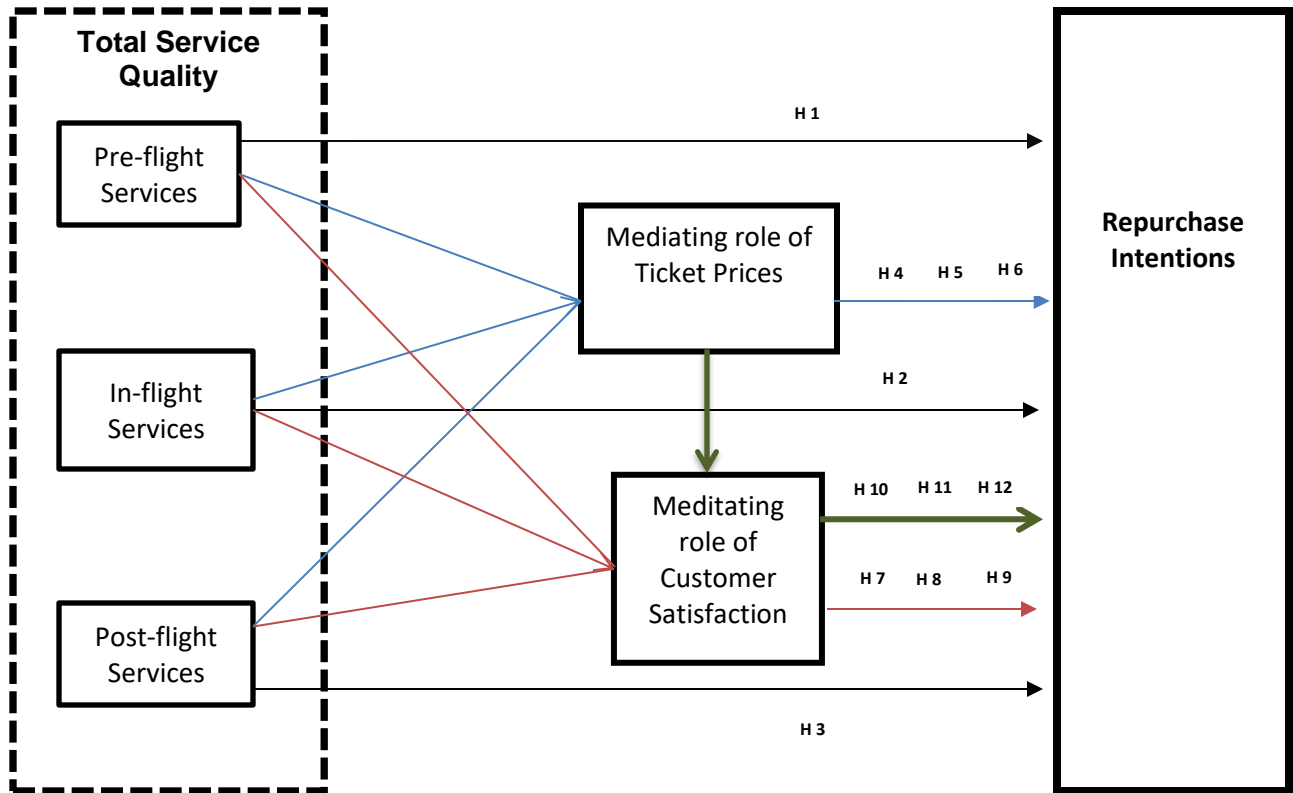 Total Service
Quality
Pre-flight
Services
In-flight
Services
Post-flight
Services
H 1
Mediating role of
Ticket Prices
H 4 H 5 H 6
H 2
Meditating
role of
Customer
Satisfaction
H 10 H 11 H 12
H 7 H 8 H 9
H 3
Repurchase
Intentions